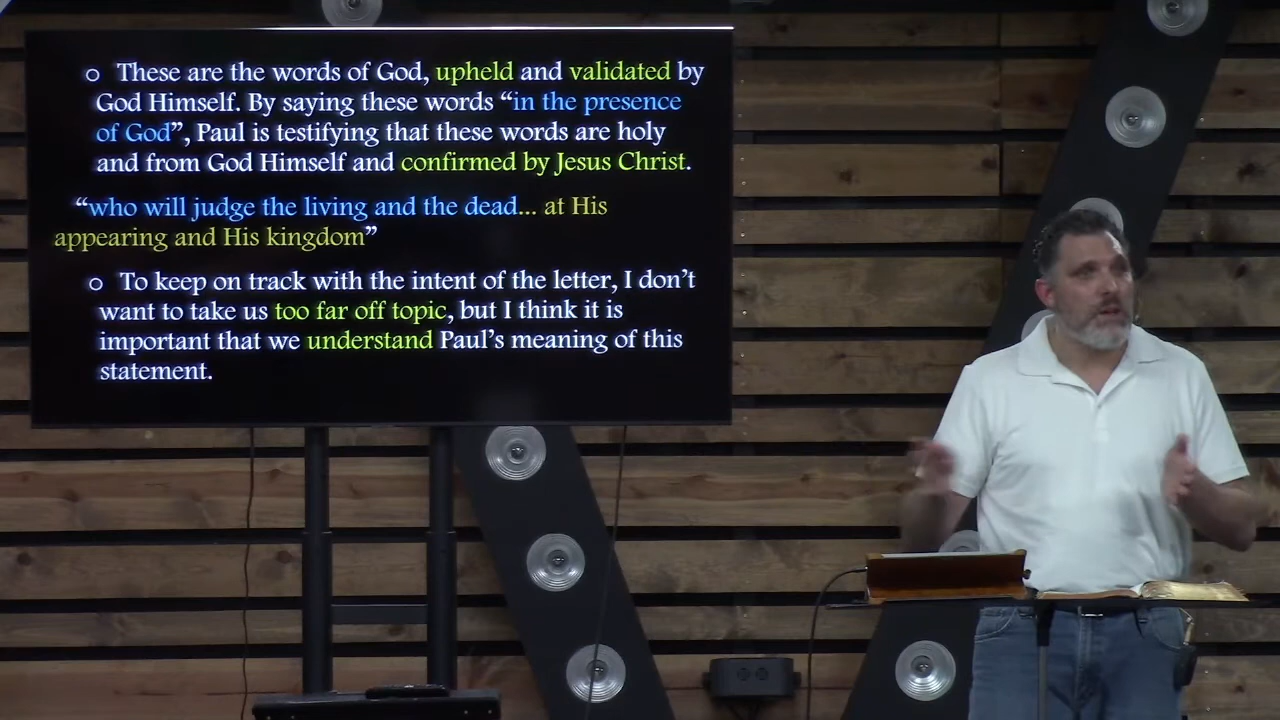 o These are the words of God, upheld and validated by
God Himself. By saying these words “in the presence
of God”, Paul is testifying that these words are holy
and from God Himself and confirmed by Jesus Christ.
“who will judge the living and the dead... at His
appearing and His kingdom”
o To keep on track with the intent of the letter, I don’t
want to take us too far off topic, but I think it is
important that we understand Paul’s meaning of this
statement.